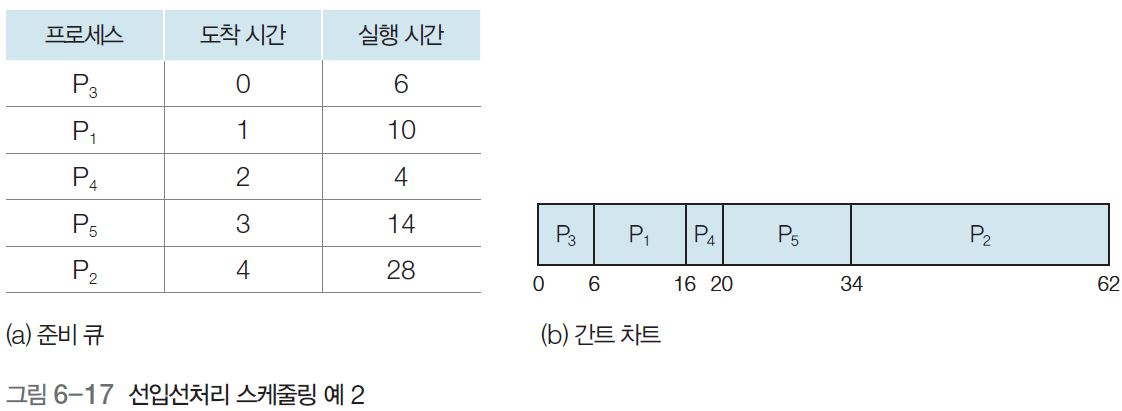 프로세스 도착 시간 실행 시간
P3 0 6
P1 1 10
P4 2 4
P5 3 14
P2 4 28
(a) 준비 큐
P3 P1 P4 P5 P2
0 6 16 20 34 62
(b) 간트 차트
그림 6-17 선입선처리 스케줄링 예 2